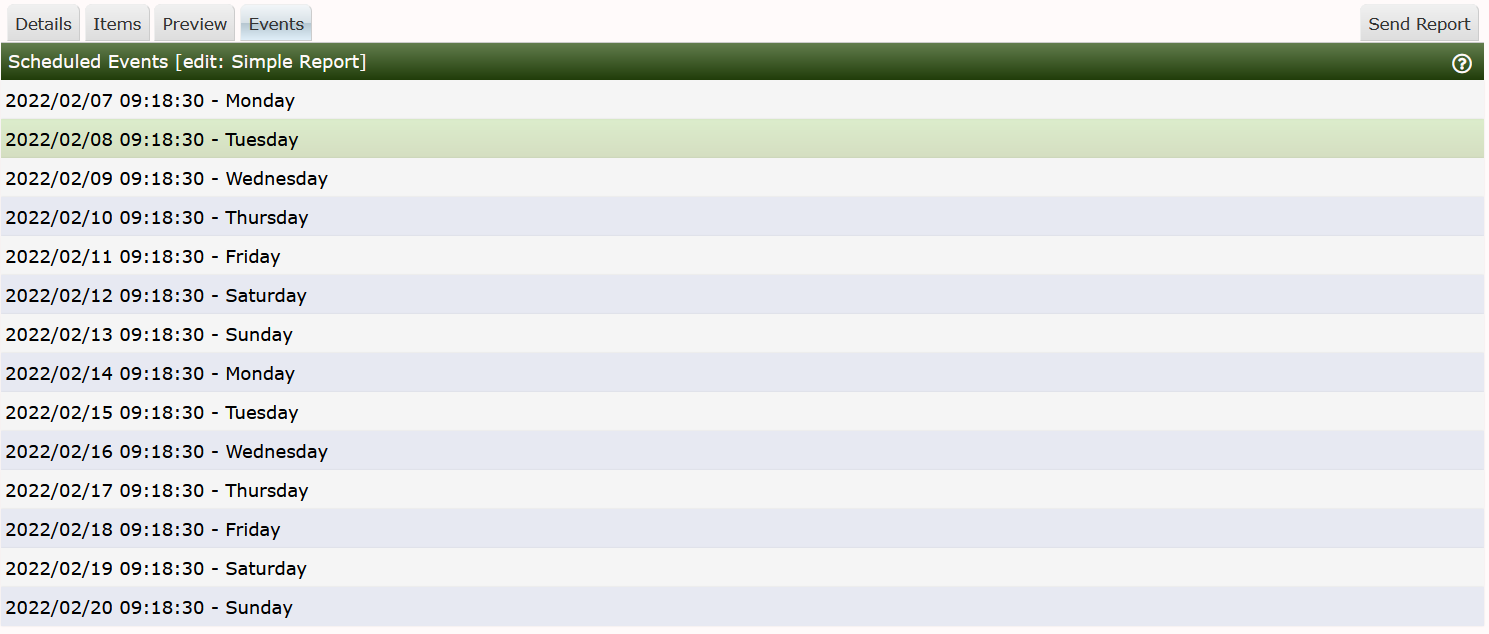 Details Items Preview Events Send Report
Scheduled Events [edit: Simple Report]
2022/02/07 09:18:30 - Monday
2022/02/08 09:18:30 - Tuesday
2022/02/09 09:18:30 - Wednesday
2022/02/10 09:18:30 - Thursday
2022/02/11 09:18:30 - Friday
2022/02/12 09:18:30 - Saturday
2022/02/13 09:18:30 - Sunday
2022/02/14 09:18:30 - Monday
2022/02/15 09:18:30 - Tuesday
2022/02/16 09:18:30 - Wednesday
2022/02/17 09:18:30 - Thursday
2022/02/18 09:18:30 - Friday
2022/02/19 09:18:30 - Saturday
2022/02/20 09:18:30 - Sunday